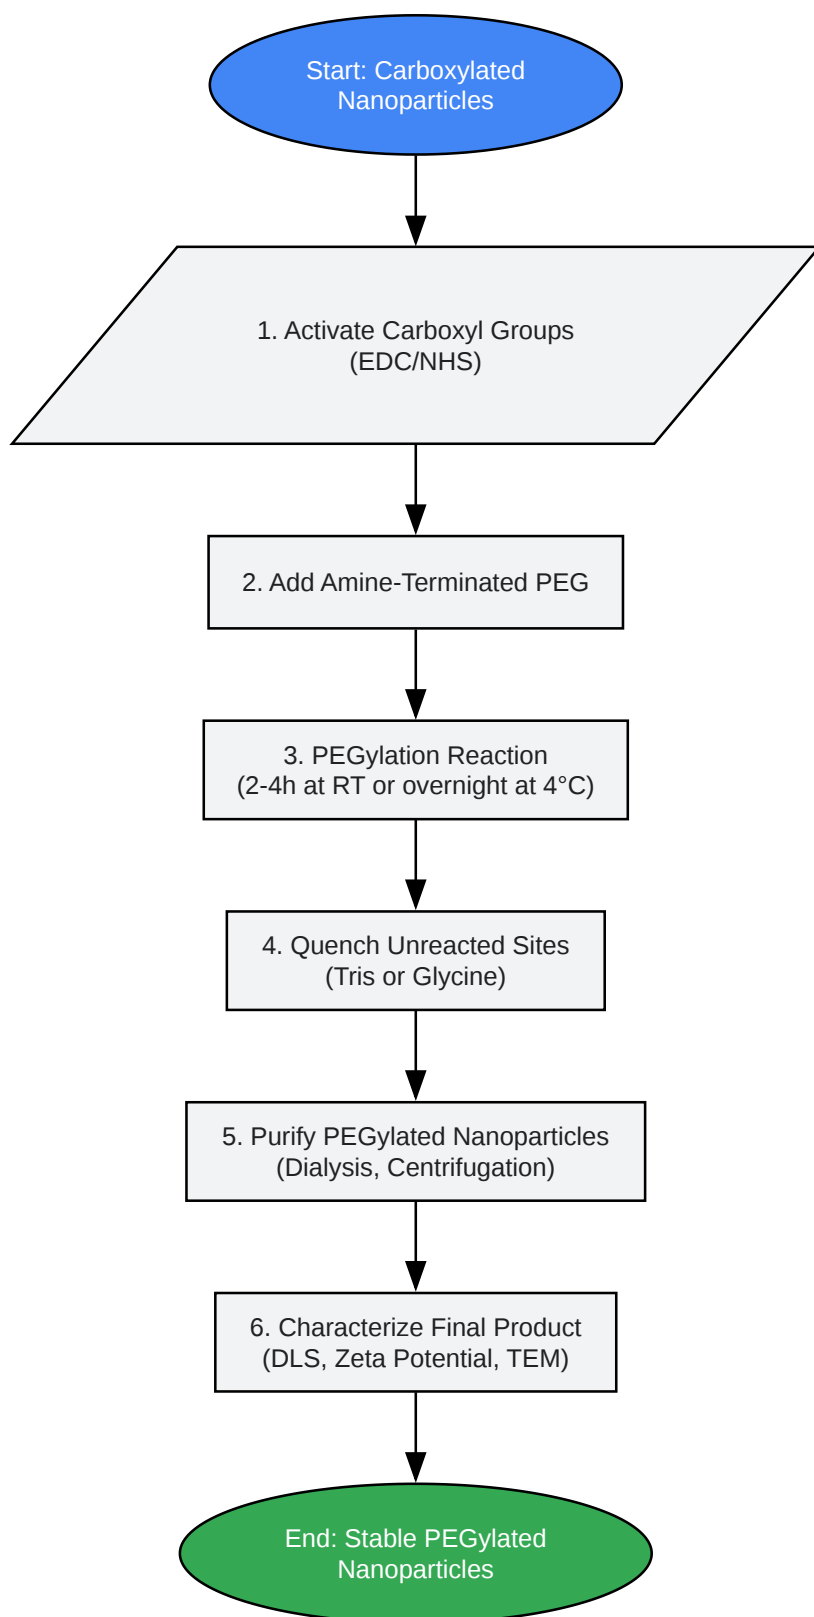 Start: Carboxylated
Nanoparticles
1. Activate Carboxyl Groups
(EDC/NHS)
2. Add Amine-Terminated PEG
3. PEGylation Reaction
(2-4h at RT or overnight at 4°C)
4. Quench Unreacted Sites
(Tris or Glycine)
5. Purify PEGylated Nanoparticles
(Dialysis, Centrifugation)
6. Characterize Final Product
(DLS, Zeta Potential, TEM)
End: Stable PEGylated
Nanoparticles